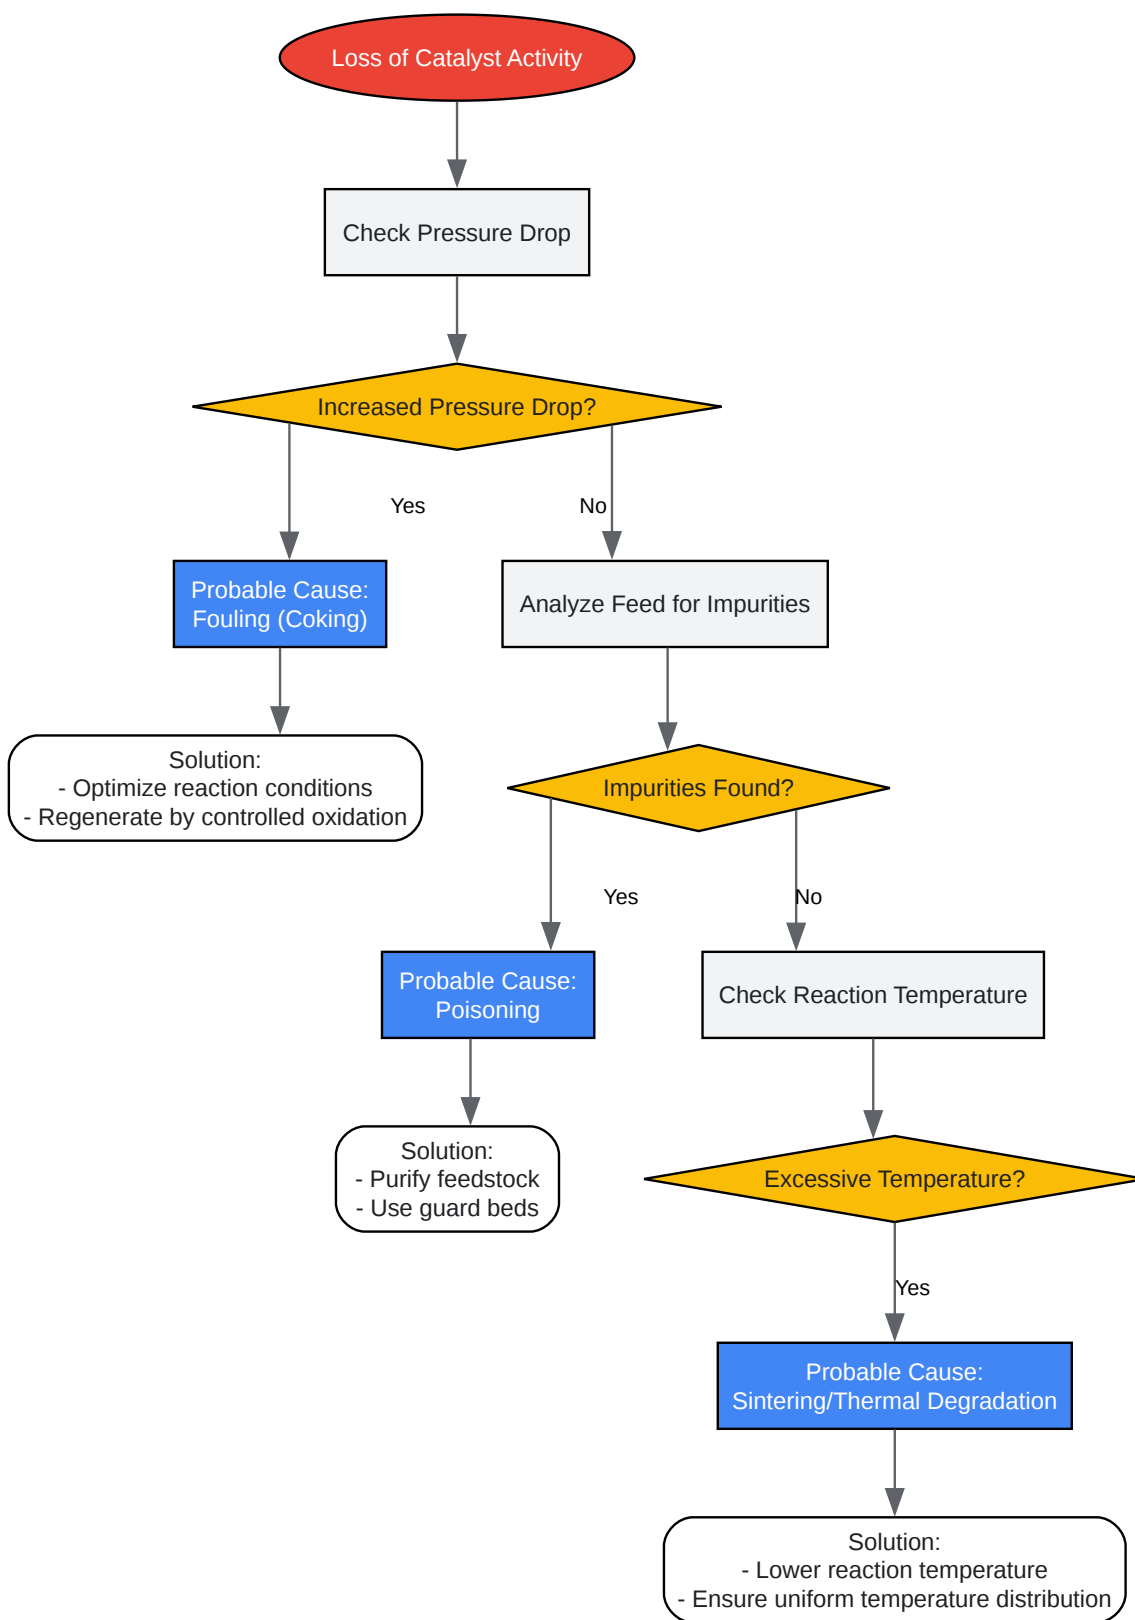 Loss of Catalyst Activity
Check Pressure Drop
Increased Pressure Drop?
Yes
No
Probable Cause:
Fouling (Coking)
Analyze Feed for Impurities
Solution:
- Optimize reaction conditions
- Regenerate by controlled oxidation
Impurities Found?
Yes
No
Probable Cause:
Poisoning
Check Reaction Temperature
Solution:
- Purify feedstock
- Use guard beds
Excessive Temperature?
Yes
Probable Cause:
Sintering/Thermal Degradation
Solution:
- Lower reaction temperature
- Ensure uniform temperature distribution